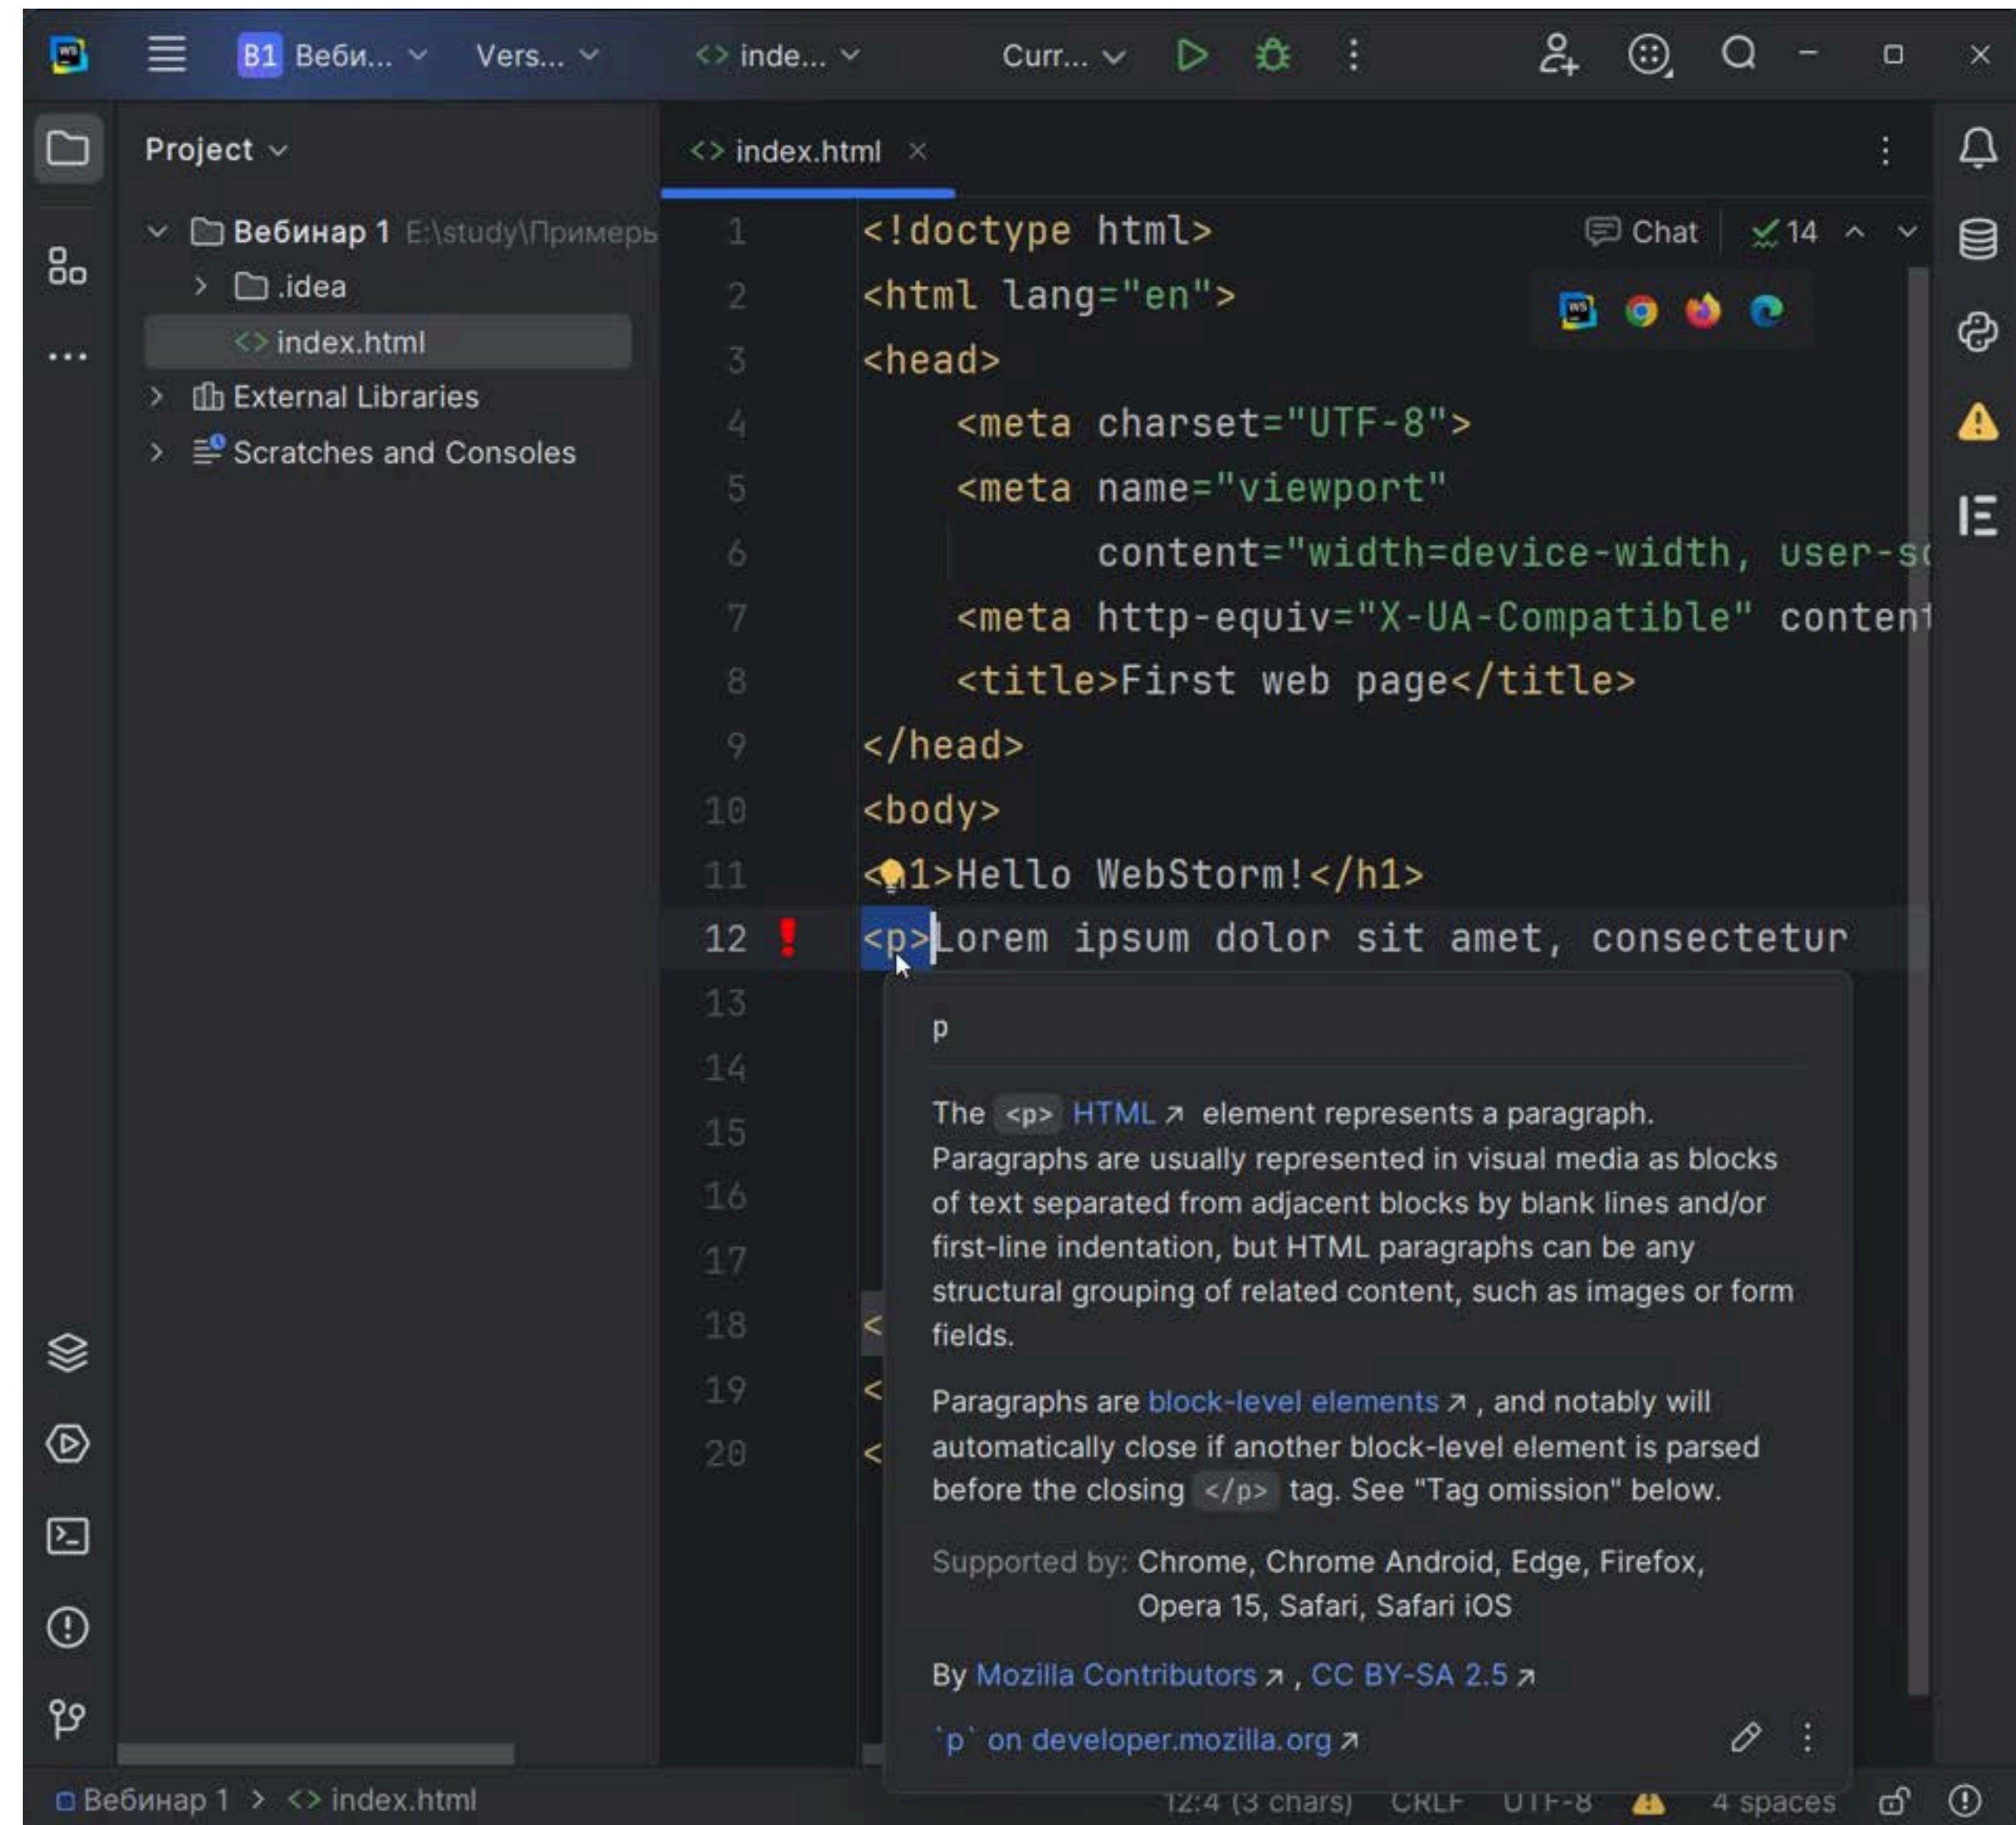 B1 Веби... Vers... <> inde... Curr...
Project
<> index.html
Вебинар 1 E:\study\Примерь
.idea
<> index.html
External Libraries
Scratches and Consoles
Chat 14
1 <!doctype html>
2 <html lang="en">
3 <head>
4 <meta charset="UTF-8">
5 <meta name="viewport"
6 content="width=device-width, user-sc
7 <meta http-equiv="X-UA-Compatible" content
8 <title>First web page</title>
9 </head>
10 <body>
11 <h1>Hello WebStorm!</h1>
12 <p>Lorem ipsum dolor sit amet, consectetur
13
14
15
16
17
18 <
19 <
20 <
p
The <p> HTML ↗ element represents a paragraph.
Paragraphs are usually represented in visual media as blocks
of text separated from adjacent blocks by blank lines and/or
first-line indentation, but HTML paragraphs can be any
structural grouping of related content, such as images or form
fields.
Paragraphs are block-level elements ↗ , and notably will
automatically close if another block-level element is parsed
before the closing </p> tag. See "Tag omission" below.
Supported by: Chrome, Chrome Android, Edge, Firefox,
Opera 15, Safari, Safari iOS
By Mozilla Contributors ↗ , CC BY-SA 2.5 ↗
`p` on developer.mozilla.org ↗
Вебинар 1 > <> index.html
12:4 (3 chars) CRLF UTF-8 4 spaces